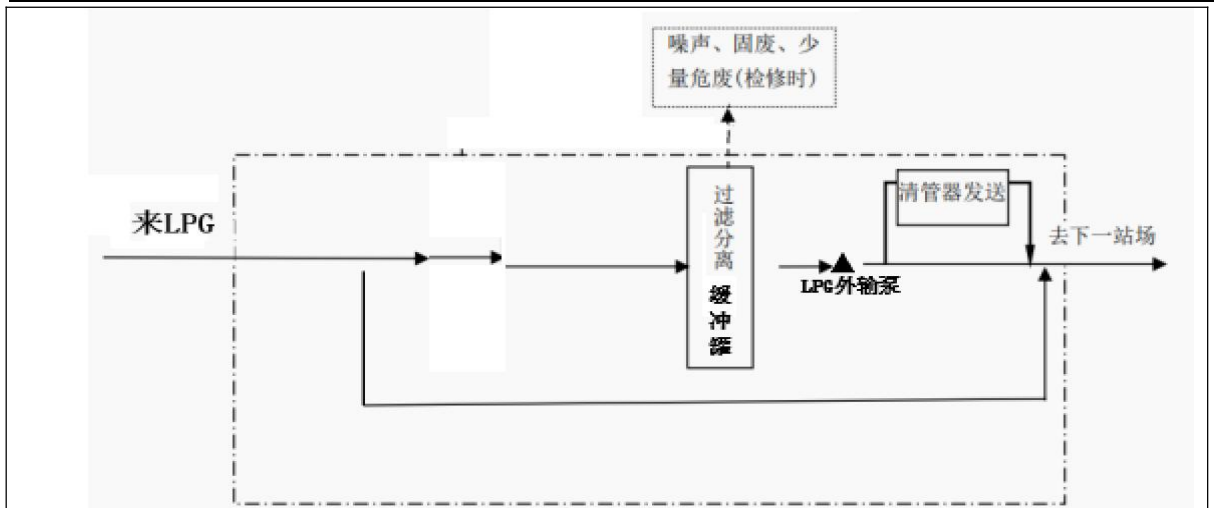 噪声、固废、少
量危废(检修时)
来LPG
过滤分离
缓冲罐
清管器发送
去下一站场
LPG外输泵